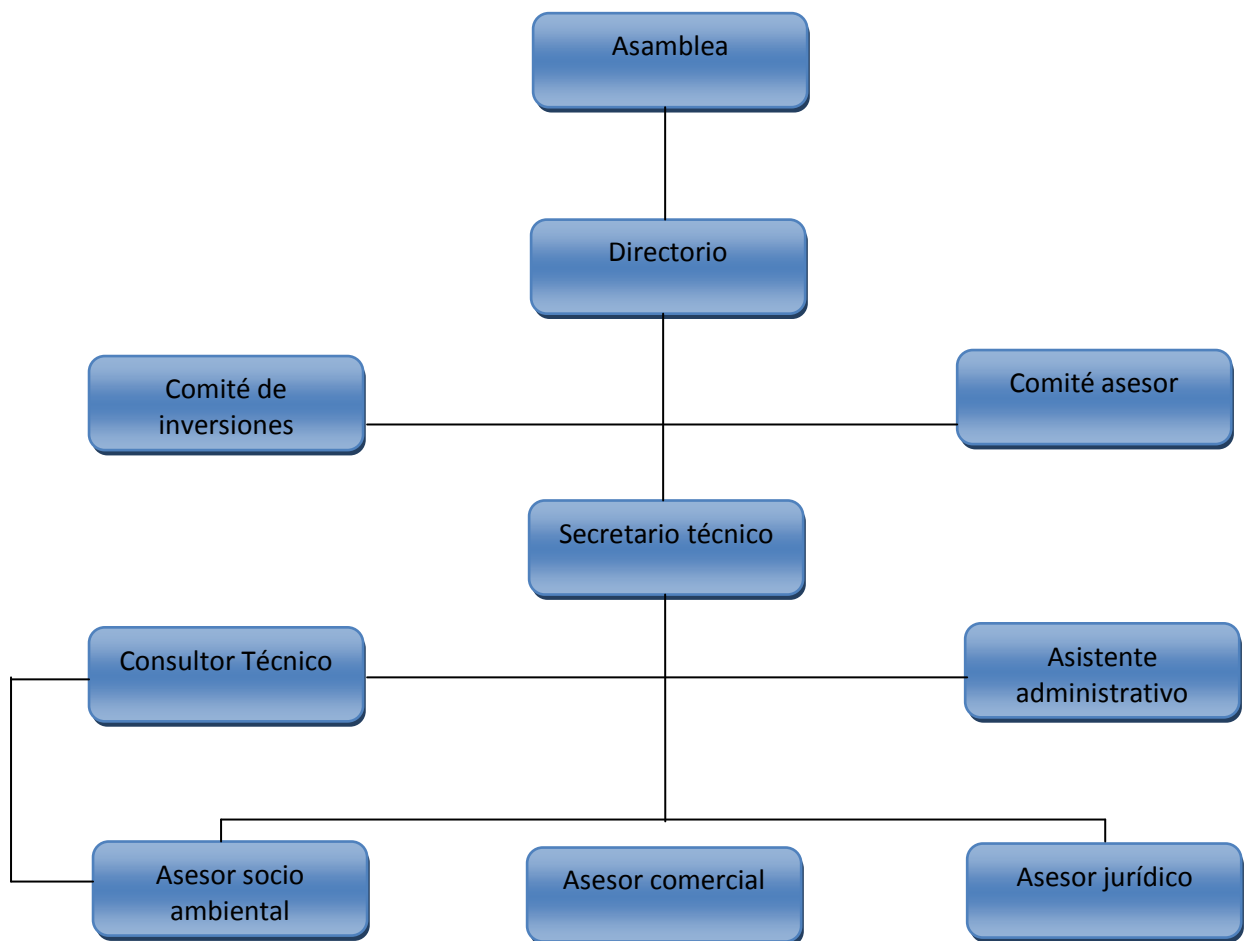 Asamblea
Directorio
Comité de
inversiones
Comité asesor
Secretario técnico
Consultor Técnico
Asistente
administrativo
Asesor socio
ambiental
Asesor comercial
Asesor jurídico